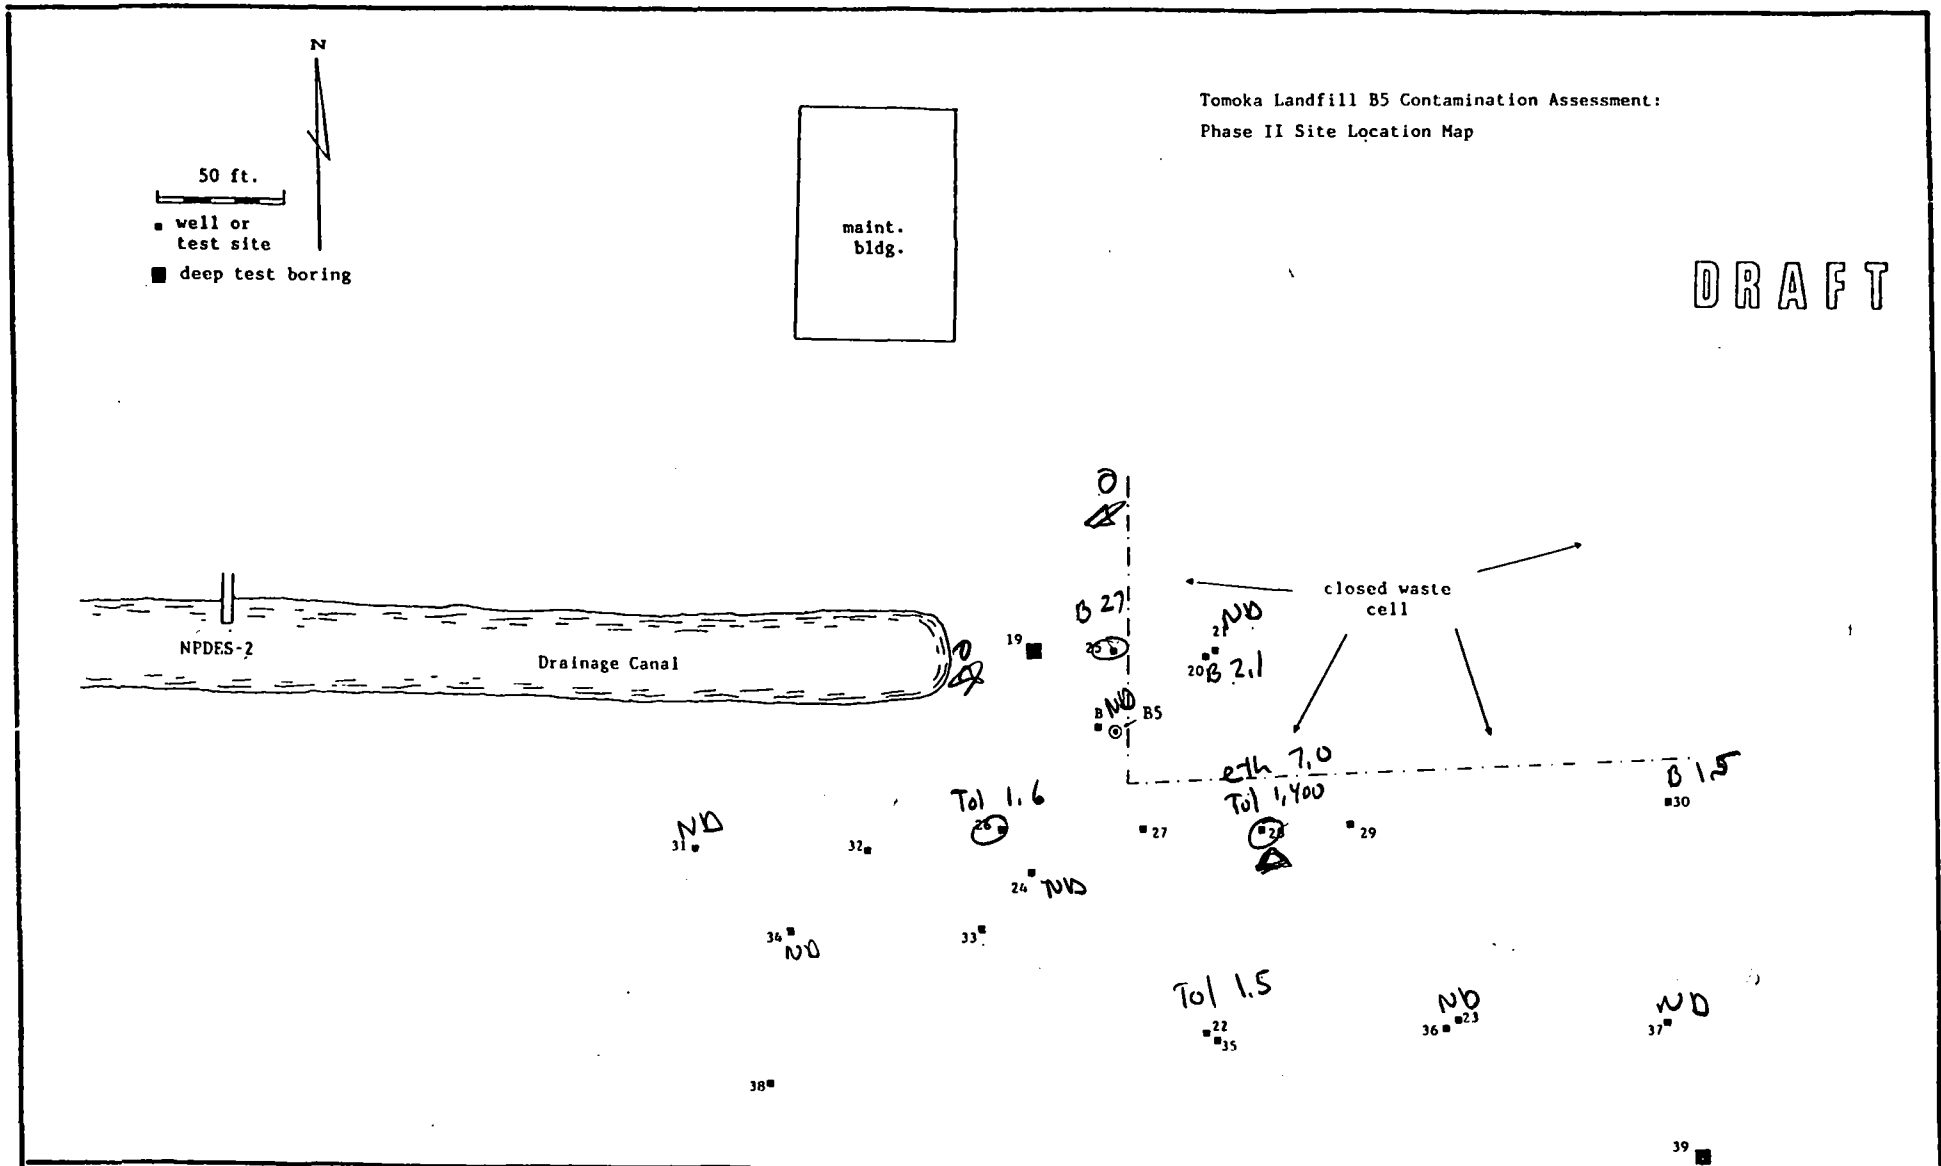 N
Tomoka Landfill B5 Contamination Assessment:
Phase II Site Location Map
50 ft.
well or
test site
deep test boring
maint.
bldg.
DRAFT
O
closed waste
cell
B 27
ND
21
NPDES-2
Drainage Canal
O
19
25
20
B 2.1
B
ND
B5
eth 7.0
B 1.5
Tol 1.6
Tol 1,400
30
ND
26
27
28
29
31
32
24
ND
34
ND
33
Tol 1.5
ND
ND
22
35
36
23
37
38
39